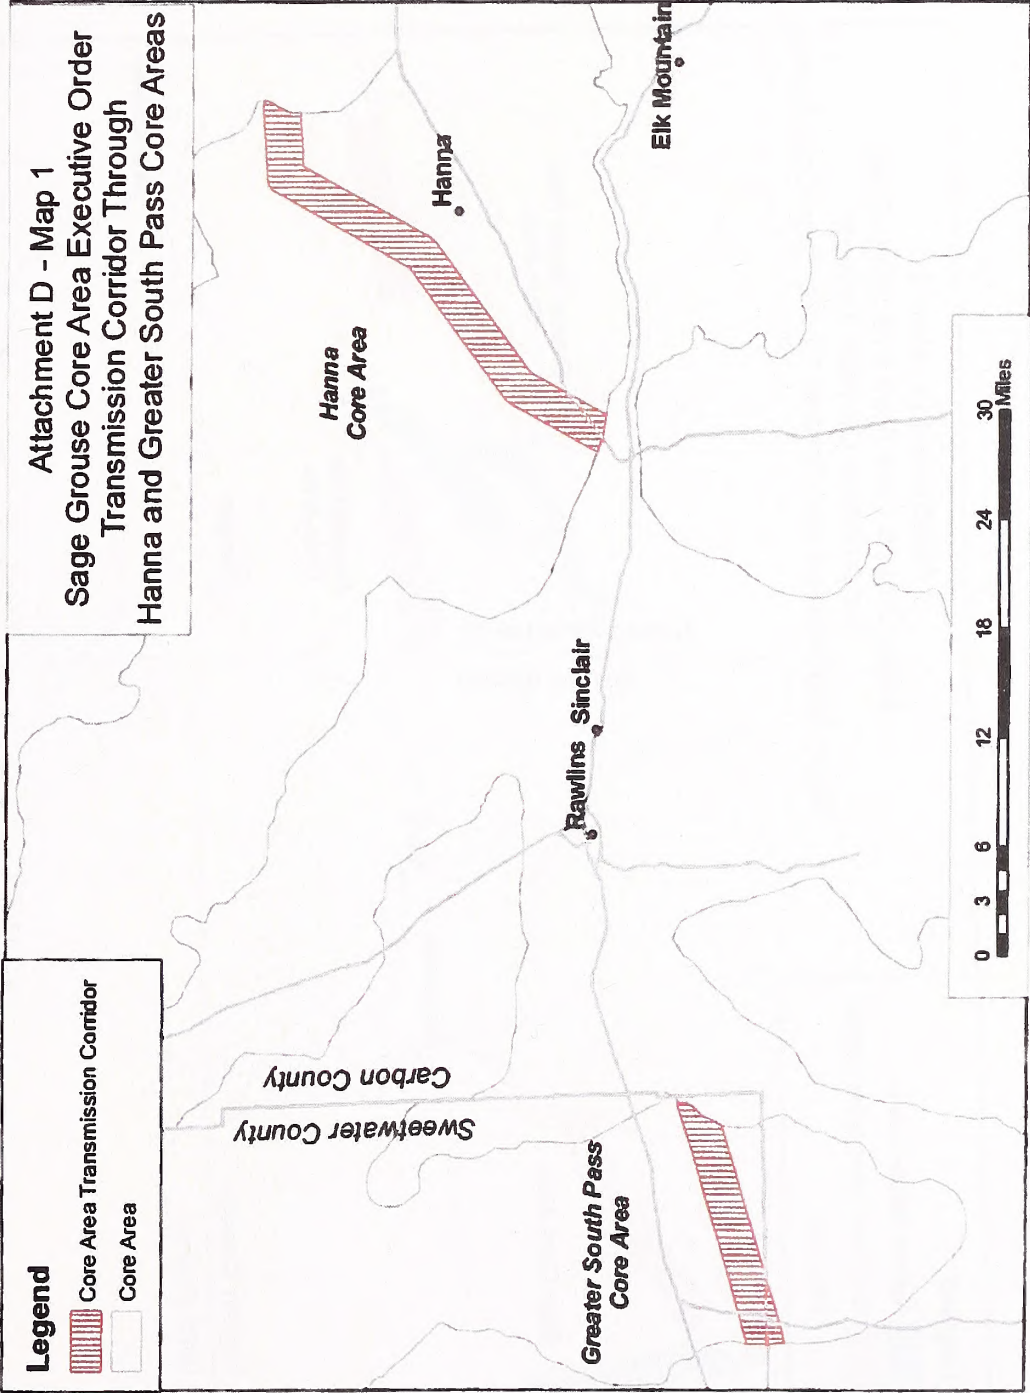 Attachment D - Map 1
Sage Grouse Core Area Executive Order
Transmission Corridor Through
Hanna and Greater South Pass Core Areas
Legend
Core Area Transmission Corridor
Core Area
Sweetwater County
Carbon County
Hanna
Core Area
Hanna
Elk Mountain
Rawlins
Sinclair
Greater South Pass
Core Area
0 3 6 12 18 24 30
Miles